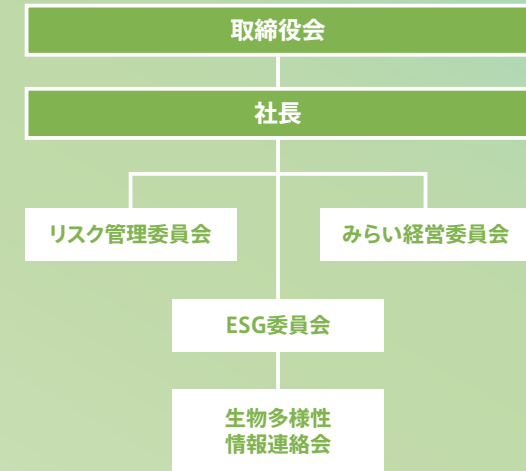 取締役会
社長
リスク管理委員会
みらい経営委員会
ESG委員会
生物多様性
情報連絡会